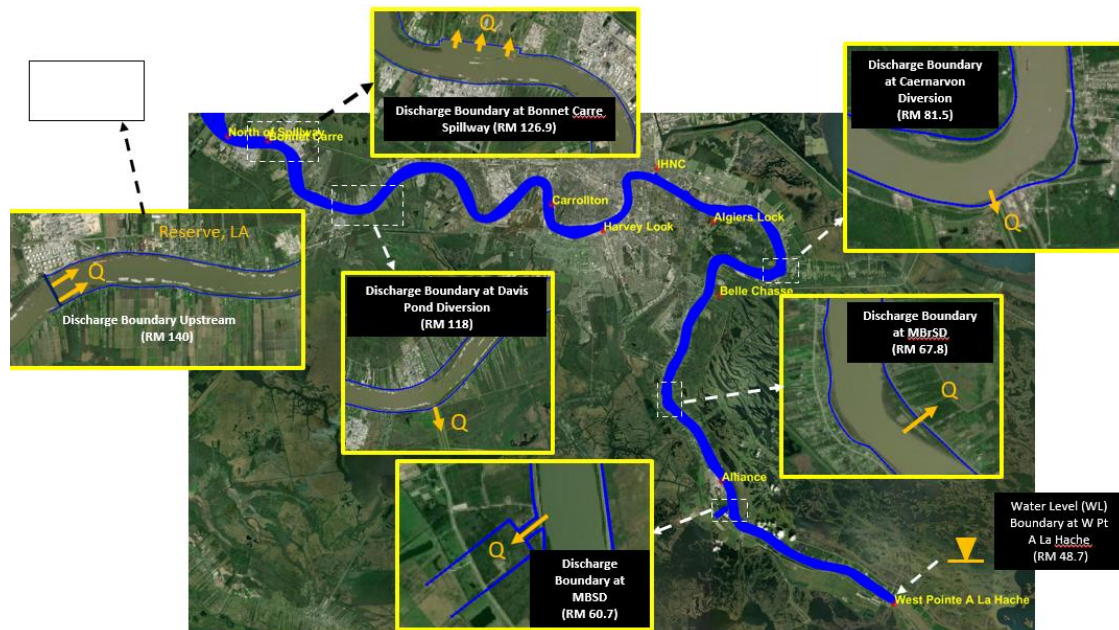 Q
Discharge Boundary at Bonnet Carre
Spillway (RM 126.9)
Discharge Boundary
at Caernarvon
Diversion
(RM 81.5)
Q
North of Spillway
Bonnet Carre
IHNC
Carrollton
Harvey Lock
Algiers Lock
Belle Chasse
Reserve, LA
Q
Discharge Boundary Upstream
(RM 140)
Discharge Boundary at Davis
Pond Diversion
(RM 118)
Q
Discharge Boundary
at MBrSD
(RM 67.8)
Q
Alliance
Q
Discharge
Boundary at
MBSD
(RM 60.7)
Water Level (WL)
Boundary at W Pt
A La Hache
(RM 48.7)
West Pointe A La Hache